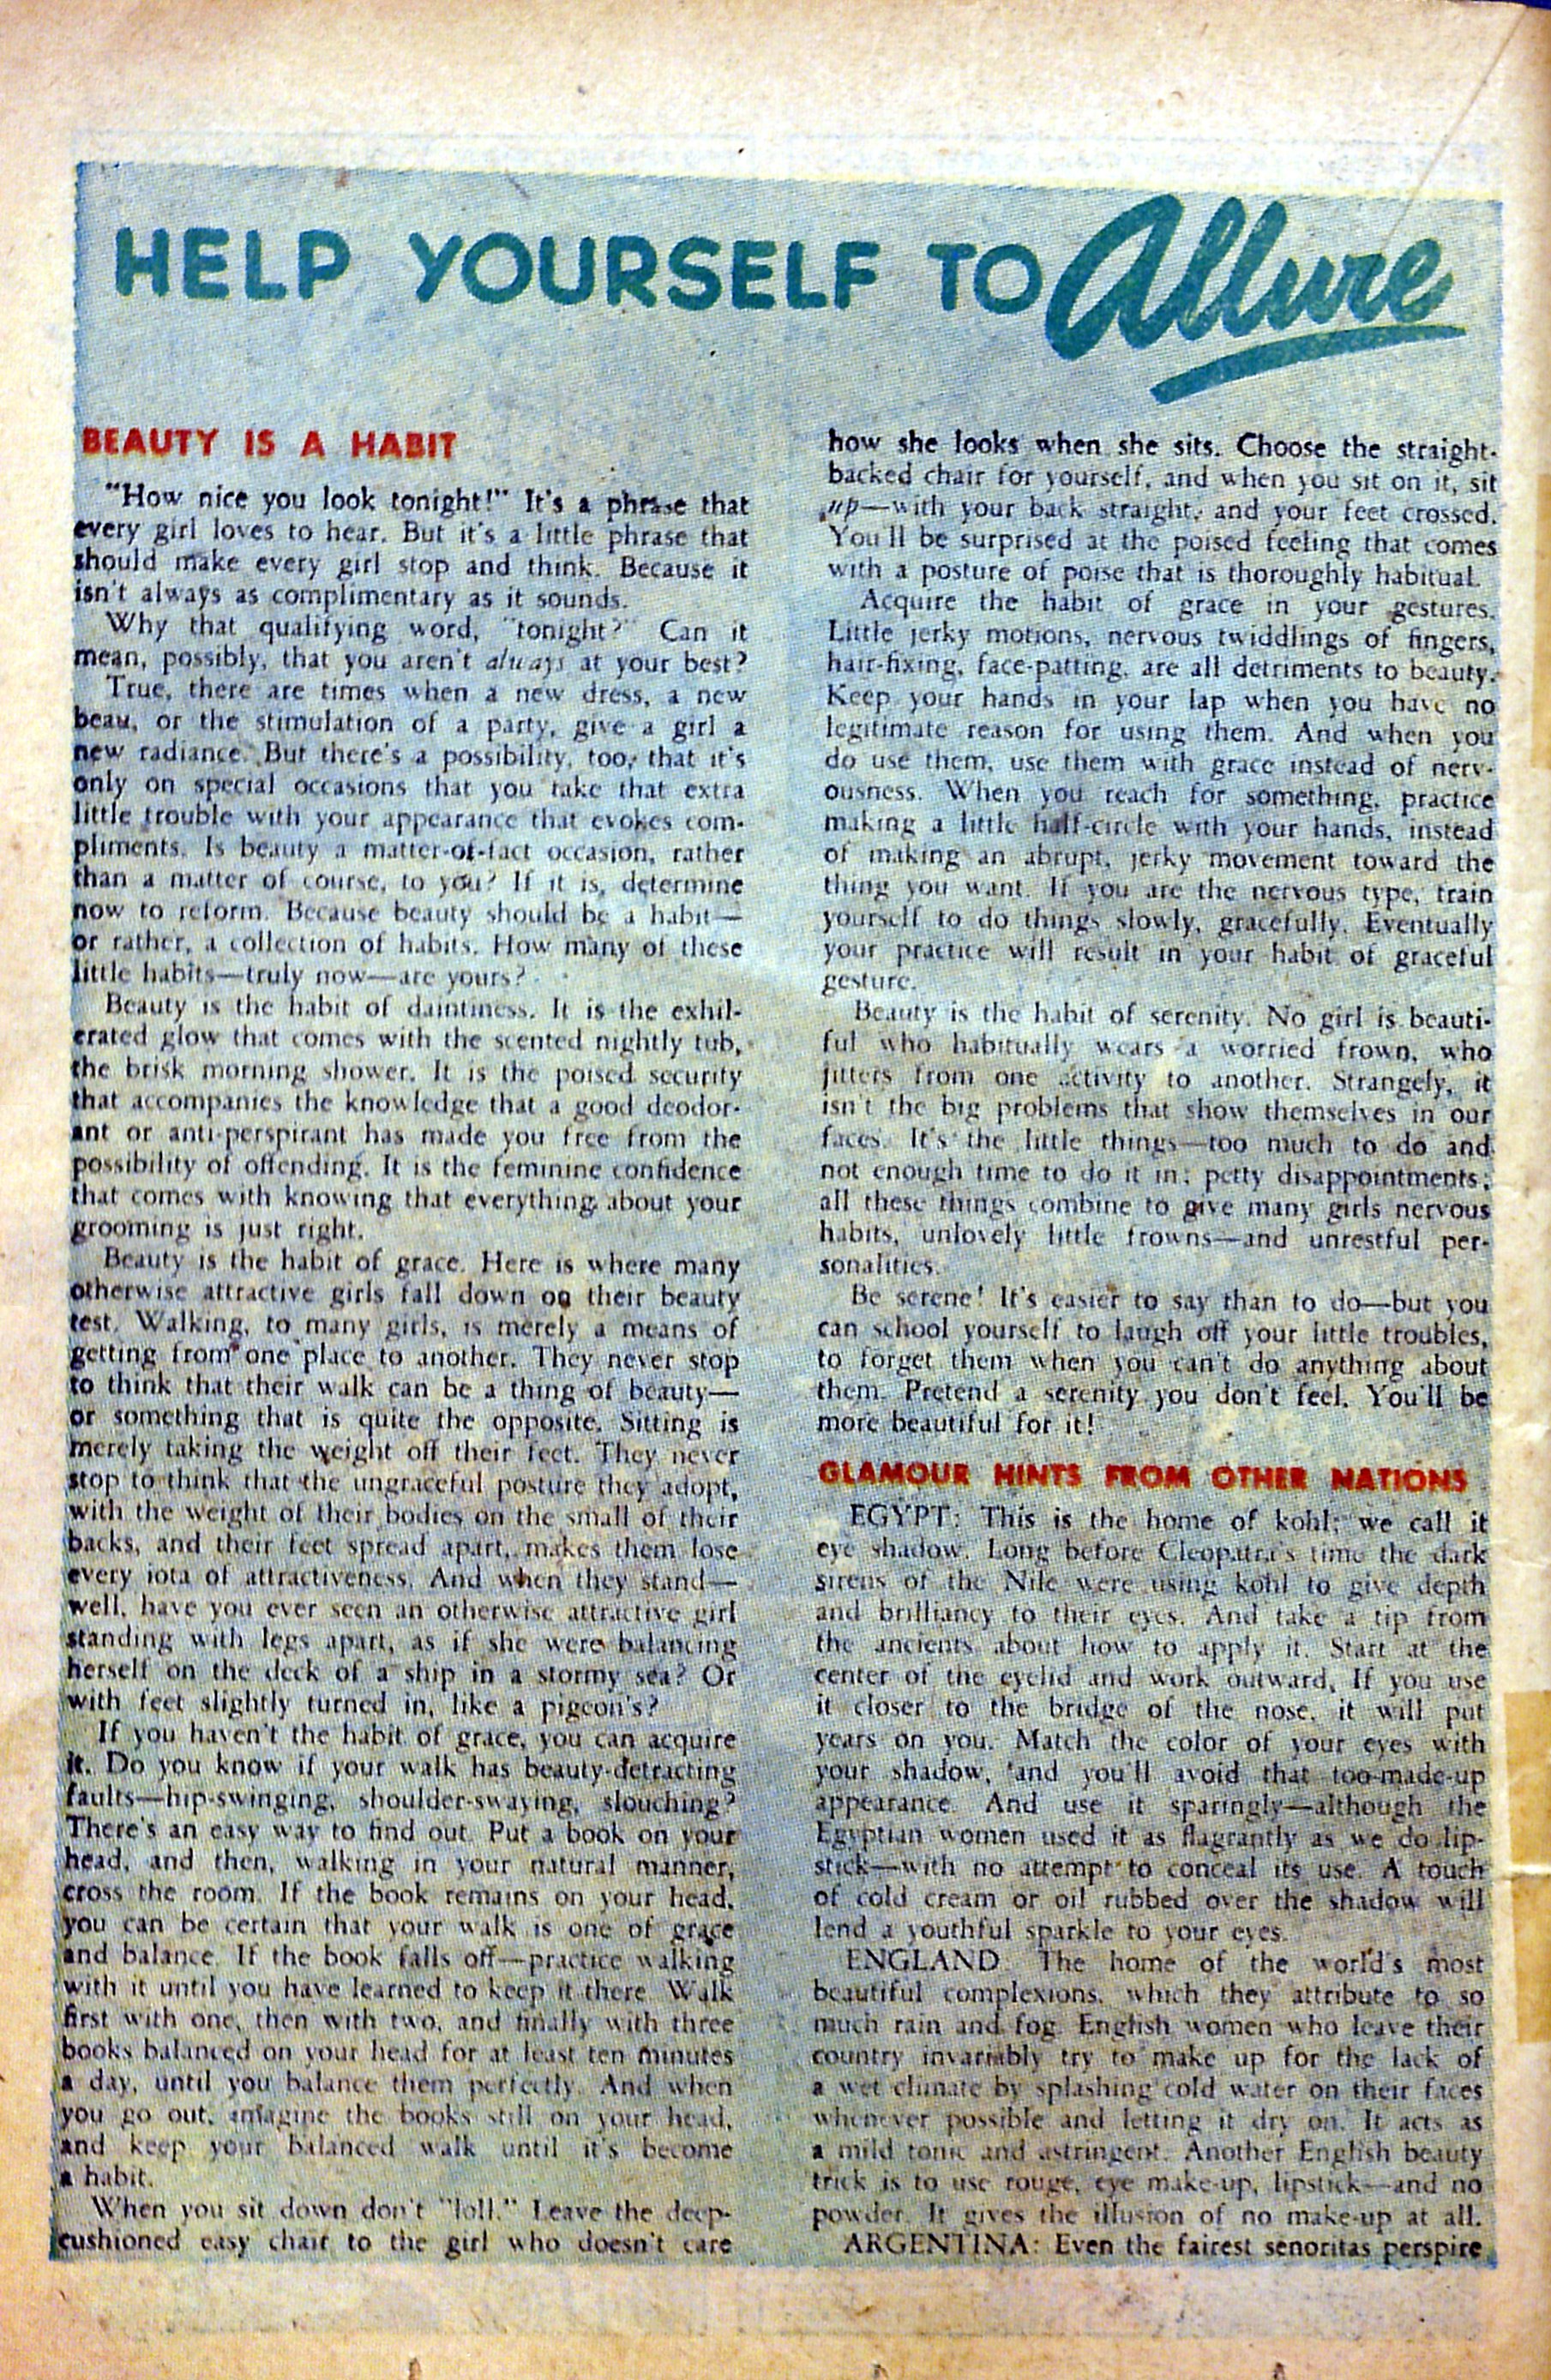 HELP YOURSELF TO Allure
BEAUTY IS A HABIT
"How nice you look tonight!" It's a phrase that
every girl loves to hear. But it's a little phrase that
should make every girl stop and think. Because it
isn't always as complimentary as it sounds.
Why that qualifying word, "tonight?" Can it
mean, possibly, that you aren't always at your best?
True, there are times when a new dress, a new
beau, or the stimulation of a party, give a girl a
new radiance. But there's a possibility, too, that it's
only on special occasions that you take that extra
little trouble with your appearance that evokes com-
pliments. Is beauty a matter-of-fact occasion, rather
than a matter of course, to you? If it is, determine
now to reform. Because beauty should be a habit—
or rather, a collection of habits. How many of these
little habits—truly now—are yours?
Beauty is the habit of daintiness. It is the exhil-
erated glow that comes with the scented nightly tub,
the brisk morning shower. It is the poised security
that accompanies the knowledge that a good deodor-
ant or anti-perspirant has made you free from the
possibility of offending. It is the feminine confidence
that comes with knowing that everything about your
grooming is just right.
Beauty is the habit of grace. Here is where many
otherwise attractive girls fall down on their beauty
test. Walking, to many girls, is merely a means of
getting from one place to another. They never stop
to think that their walk can be a thing of beauty—
or something that is quite the opposite. Sitting is
merely taking the weight off their feet. They never
stop to think that the ungraceful posture they adopt,
with the weight of their bodies on the small of their
backs, and their feet spread apart, makes them lose
every iota of attractiveness. And when they stand—
well, have you ever seen an otherwise attractive girl
standing with legs apart, as if she were balancing
herself on the deck of a ship in a stormy sea? Or
with feet slightly turned in, like a pigeon's?
If you haven't the habit of grace, you can acquire
it. Do you know if your walk has beauty-detracting
faults—hip-swinging, shoulder-swaying, slouching?
There's an easy way to find out. Put a book on your
head, and then, walking in your natural manner,
cross the room. If the book remains on your head,
you can be certain that your walk is one of grace
and balance. If the book falls off—practice walking
with it until you have learned to keep it there. Walk
first with one, then with two, and finally with three
books balanced on your head for at least ten minutes
a day, until you balance them perfectly. And when
you go out, imagine the books still on your head,
and keep your balanced walk until it's become
a habit.
When you sit down don't "loll." Leave the deep-
cushioned easy chair to the girl who doesn't care
how she looks when she sits. Choose the straight-
backed chair for yourself, and when you sit on it, sit
up—with your back straight, and your feet crossed.
You'll be surprised at the poised feeling that comes
with a posture of poise that is thoroughly habitual.
Acquire the habit of grace in your gestures.
Little jerky motions, nervous twiddlings of fingers,
hair-fixing, face-patting, are all detriments to beauty.
Keep your hands in your lap when you have no
legitimate reason for using them. And when you
do use them, use them with grace instead of nerv-
ousness. When you reach for something, practice
making a little half-circle with your hands, instead
of making an abrupt, jerky movement toward the
thing you want. If you are the nervous type, train
yourself to do things slowly, gracefully. Eventually
your practice will result in your habit of graceful
gesture.
Beauty is the habit of serenity. No girl is beauti-
ful who habitually wears a worried frown, who
jitters from one activity to another. Strangely, it
isn't the big problems that show themselves in our
faces. It's the little things—too much to do and
not enough time to do it in; petty disappointments;
all these things combine to give many girls nervous
habits, unlovely little frowns—and unrestful per-
sonalities.
Be serene! It's easier to say than to do—but you
can school yourself to laugh off your little troubles,
to forget them when you can't do anything about
them. Pretend a serenity you don't feel. You'll be
more beautiful for it!
GLAMOUR HINTS FROM OTHER NATIONS
EGYPT: This is the home of kohl; we call it
eye shadow. Long before Cleopatra's time the dark
sirens of the Nile were using kohl to give depth
and brilliancy to their eyes. And take a tip from
the ancients about how to apply it. Start at the
center of the eyelid and work outward. If you use
it closer to the bridge of the nose, it will put
years on you. Match the color of your eyes with
your shadow, and you'll avoid that too-made-up
appearance. And use it sparingly—although the
Egyptian women used it as flagrantly as we do lip-
stick—with no attempt to conceal its use. A touch
of cold cream or oil rubbed over the shadow will
lend a youthful sparkle to your eyes.
ENGLAND: The home of the world's most
beautiful complexions, which they attribute to so
much rain and fog. English women who leave their
country invariably try to make up for the lack of
a wet climate by splashing cold water on their faces
whenever possible and letting it dry on. It acts as
a mild tonic and astringent. Another English beauty
trick is to use rouge, eye make-up, lipstick—and no
powder. It gives the illusion of no make-up at all.
ARGENTINA: Even the fairest senoritas perspire